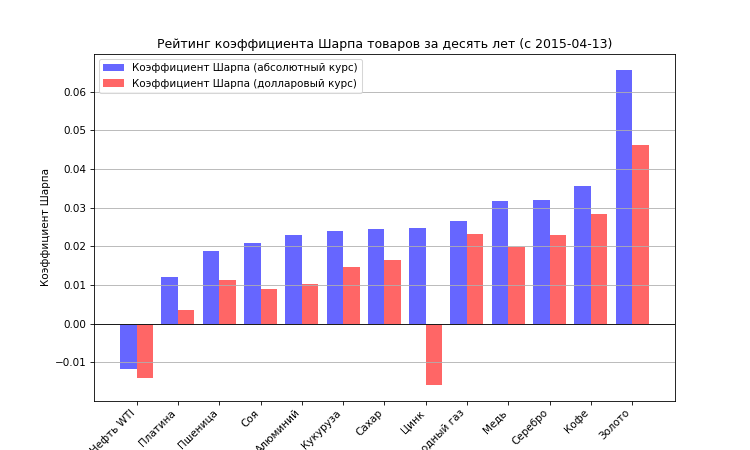 Рейтинг коэффициента Шарпа товаров за десять лет (с 2015-04-13)
Коэффициент Шарпа (абсолютный курс)
Коэффициент Шарпа (долларовый курс)
Коэффициент Шарпа
0.06
0.05
0.04
0.03
0.02
0.01
0.00
−0.01
Нефть WTI
Платина
Пшеница
Соя
Алюминий
Кукуруза
Сахар
Цинк
газ
Медь
Серебро
Кофе
Золото